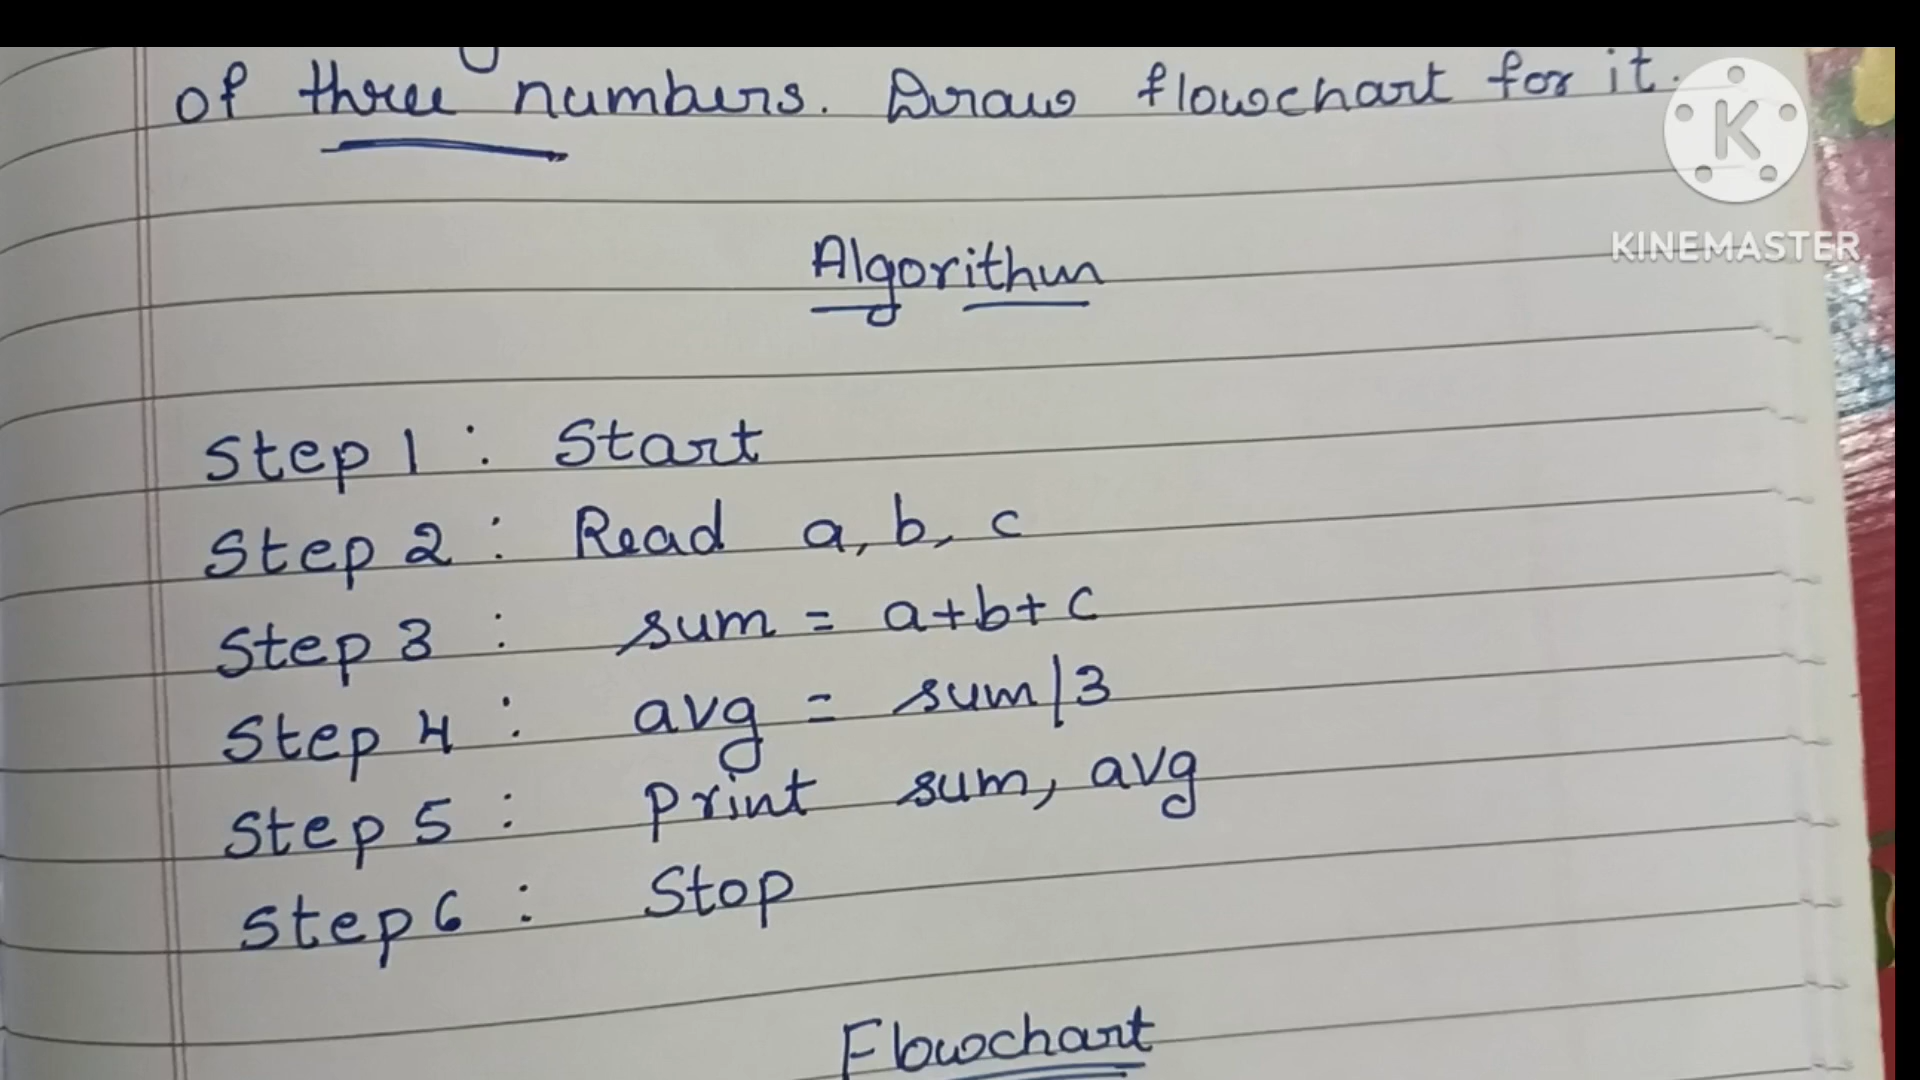 of three numbers. Draw flowchart for it.
K
KINEMASTER
Algorithm
Step 1 : Start
Step 2 : Read a, b, c
Step 3 : sum = a+b+c
Step 4 : avg = sum/3
Step 5 : print sum, avg
Step 6 : Stop
Flowchart